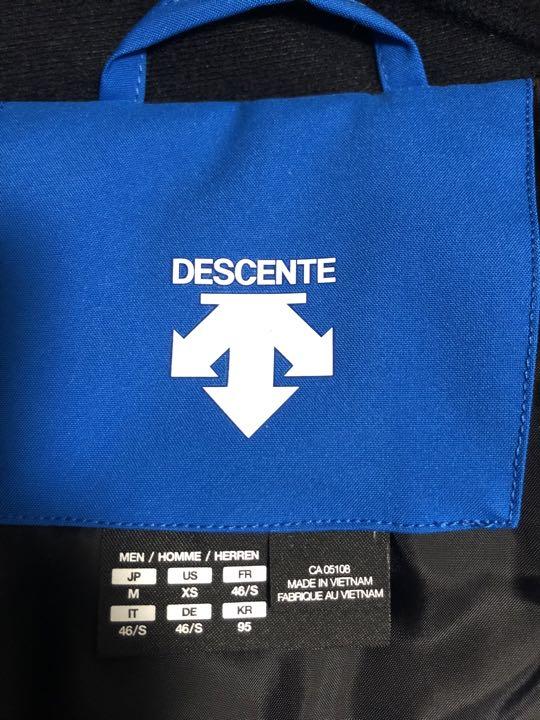 DESCENTE
MEN / HOMME / HERREN
JP US FR
M XS 46/S
IT DE KR
46/S 46/S 95
CA 05108
MADE IN VIETNAM
FABRIQUE AU VIETNAM